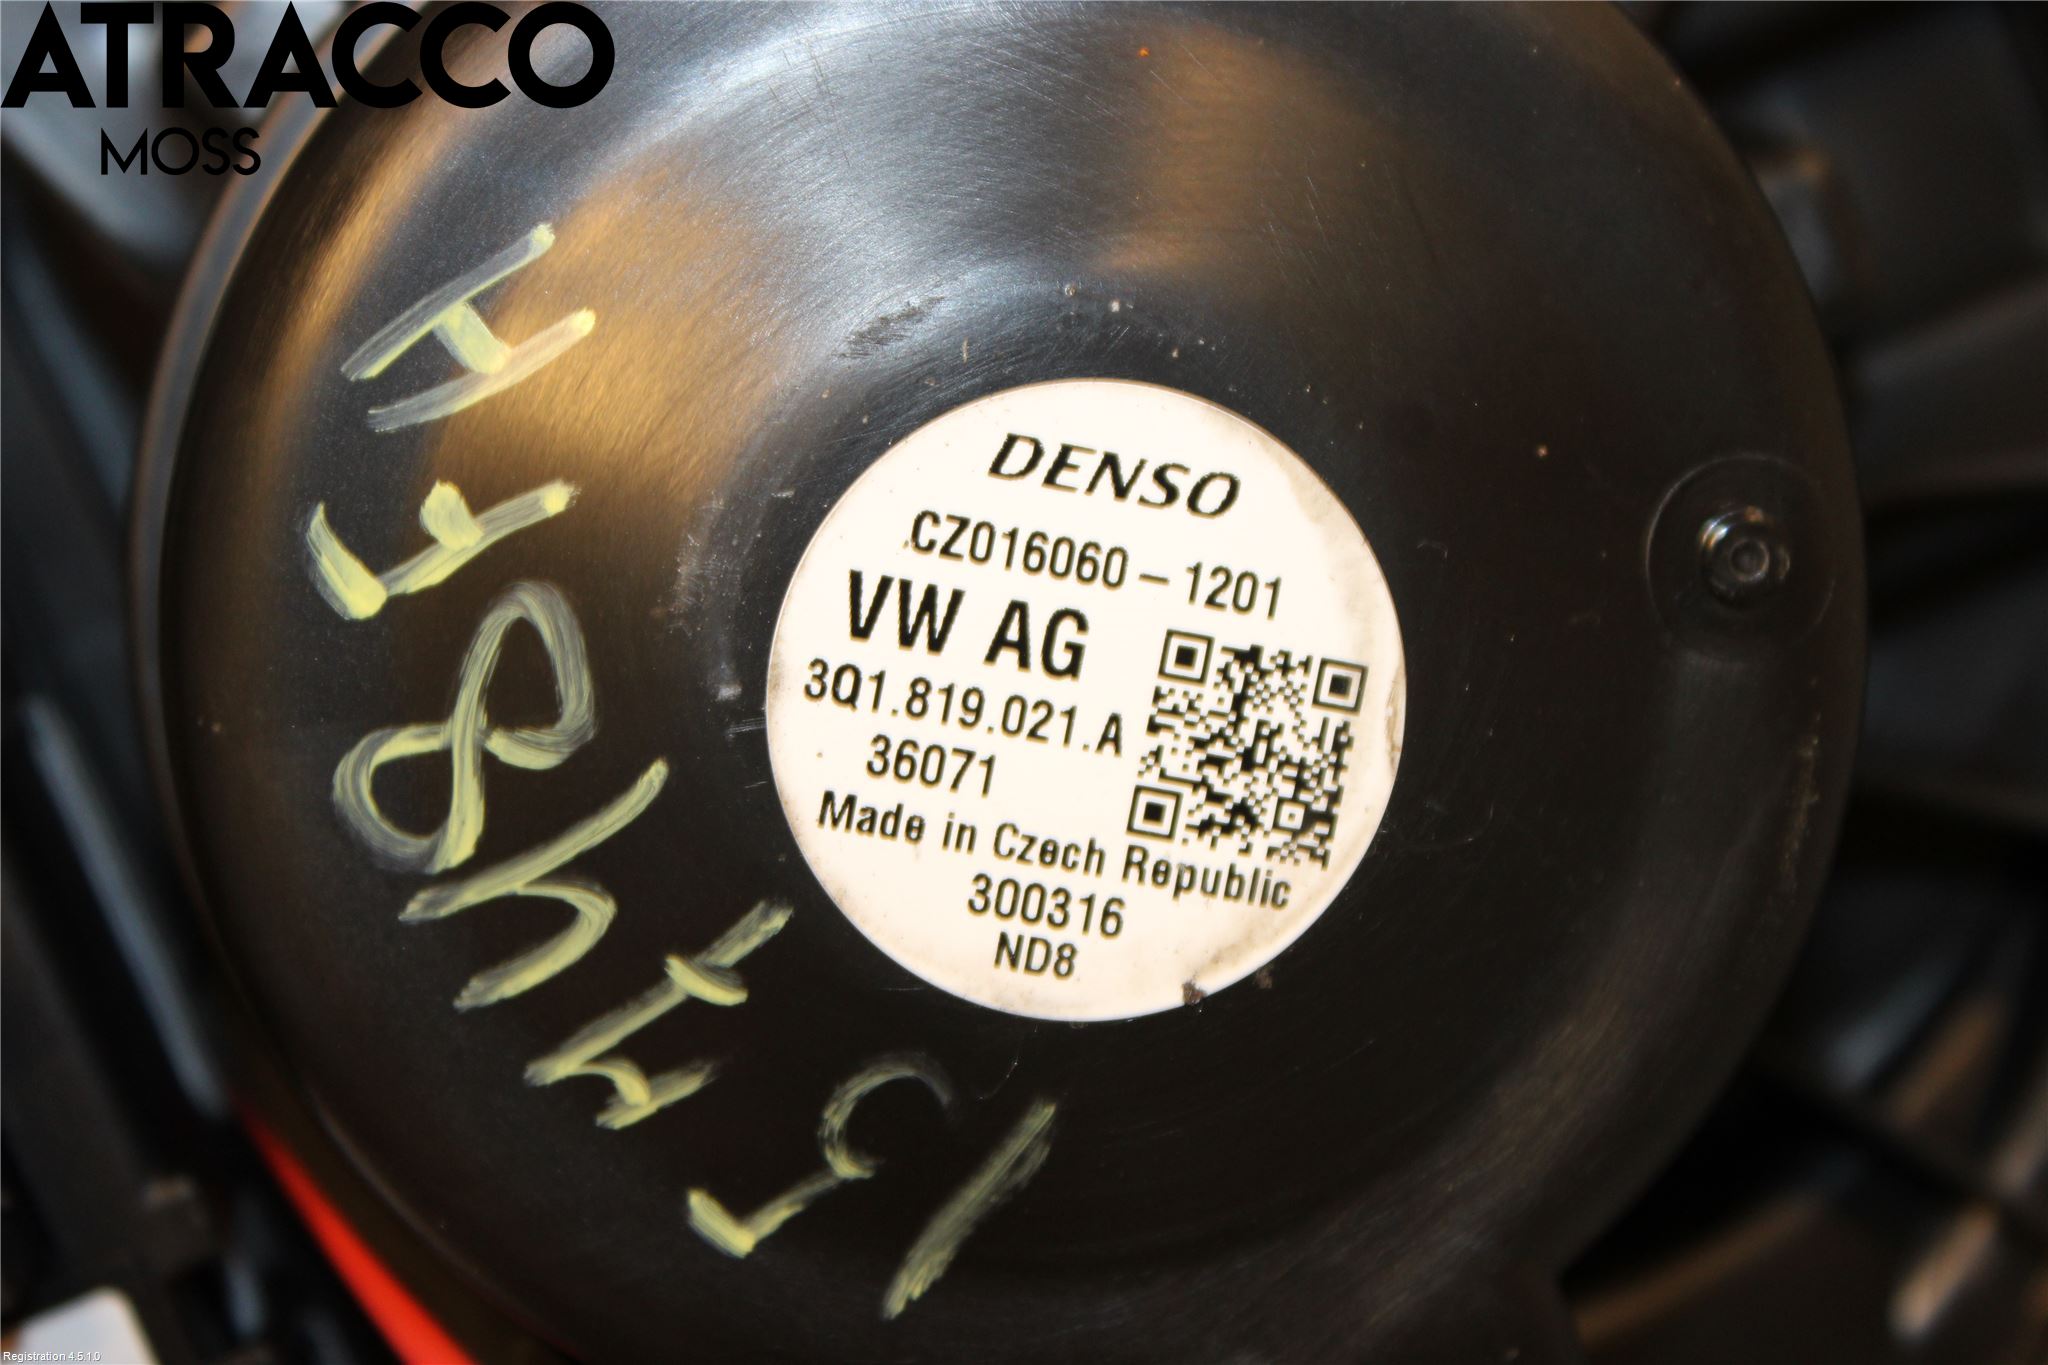 ATRACCO
MOSS
DENSO
CZ016060-1201
VW AG
3Q1.819.021.A
36071
Made in Czech Republic
300316
ND8
Registration 4.5.1.0